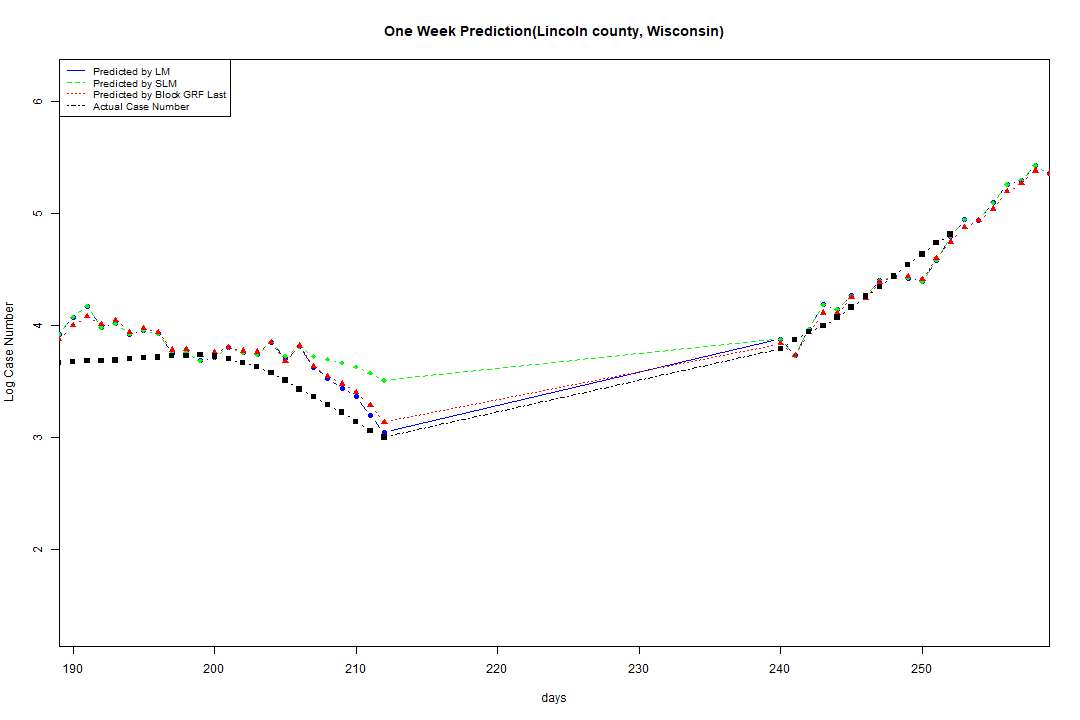 One Week Prediction(Lincoln county, Wisconsin)
Predicted by LM
Predicted by SLM
Predicted by Block GRF Last
Actual Case Number
6
5
4
3
2
Log Case Number
190 200 210 220 230 240 250
days